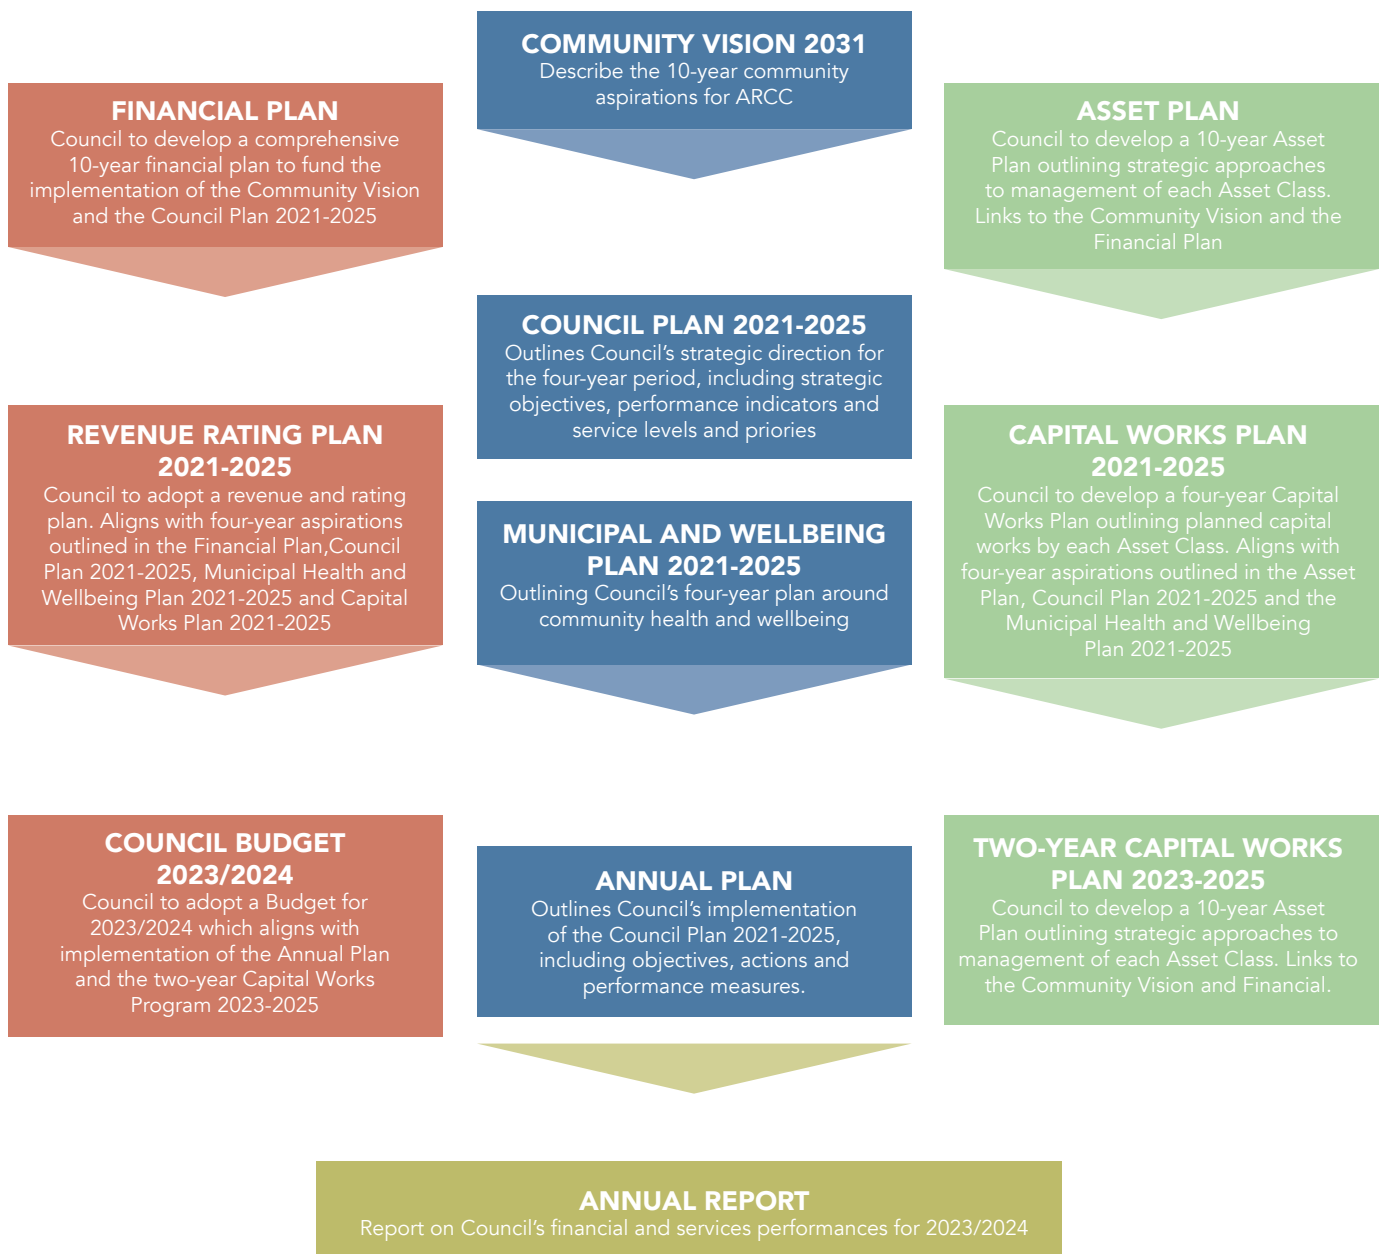 COMMUNITY VISION 2031
Describe the 10-year community
aspirations for ARCC
FINANCIAL PLAN
Council to develop a comprehensive
10-year financial plan to fund the
implementation of the Community Vision
and the Council Plan 2021-2025
ASSET PLAN
Council to develop a 10-year Asset
Plan outlining strategic approaches
to management of each Asset Class.
Links to the Community Vision and the
Financial Plan
COUNCIL PLAN 2021-2025
Outlines Council’s strategic direction for
the four-year period, including strategic
objectives, performance indicators and
service levels and priories
REVENUE RATING PLAN
2021-2025
Council to adopt a revenue and rating
plan. Aligns with four-year aspirations
outlined in the Financial Plan,Council
Plan 2021-2025, Municipal Health and
Wellbeing Plan 2021-2025 and Capital
Works Plan 2021-2025
MUNICIPAL AND WELLBEING
PLAN 2021-2025
Outlining Council’s four-year plan around
community health and wellbeing
CAPITAL WORKS PLAN
2021-2025
Council to develop a four-year Capital
Works Plan outlining planned capital
works by each Asset Class. Aligns with
four-year aspirations outlined in the Asset
Plan, Council Plan 2021-2025 and the
Municipal Health and Wellbeing
Plan 2021-2025
COUNCIL BUDGET
2023/2024
Council to adopt a Budget for
2023/2024 which aligns with
implementation of the Annual Plan
and the two-year Capital Works
Program 2023-2025
ANNUAL PLAN
Outlines Council’s implementation
of the Council Plan 2021-2025,
including objectives, actions and
performance measures.
TWO-YEAR CAPITAL WORKS
PLAN 2023-2025
Council to develop a 10-year Asset
Plan outlining strategic approaches to
management of each Asset Class. Links to
the Community Vision and Financial.
ANNUAL REPORT
Report on Council’s financial and services performances for 2023/2024